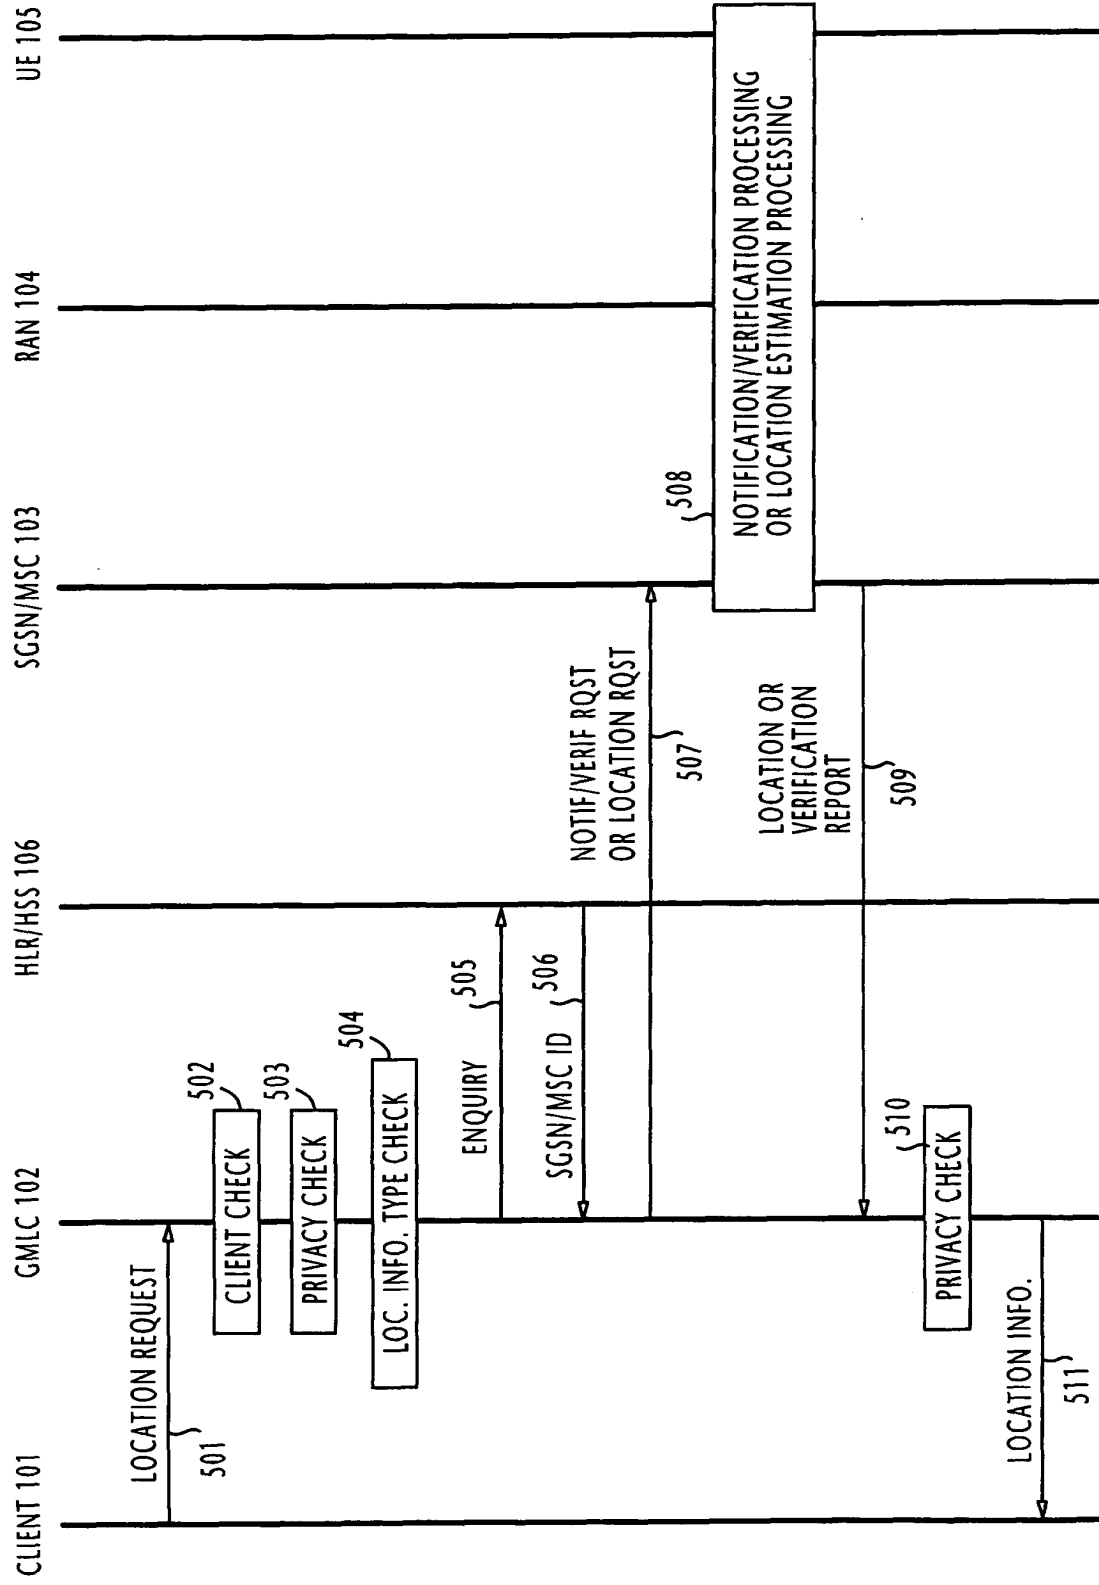 CLIENT 101
GMLC 102
HLR/HSS 106
SGSN/MSC 103
RAN 104
UE 105
LOCATION REQUEST
501
CLIENT CHECK
502
PRIVACY CHECK
503
LOC. INFO. TYPE CHECK
504
ENQUIRY
505
SGSN/MSC ID
506
NOTIF/VERIF RQST
OR LOCATION RQST
507
508
NOTIFICATION/VERIFICATION PROCESSING
OR LOCATION ESTIMATION PROCESSING
LOCATION OR
VERIFICATION
REPORT
509
PRIVACY CHECK
510
LOCATION INFO.
511